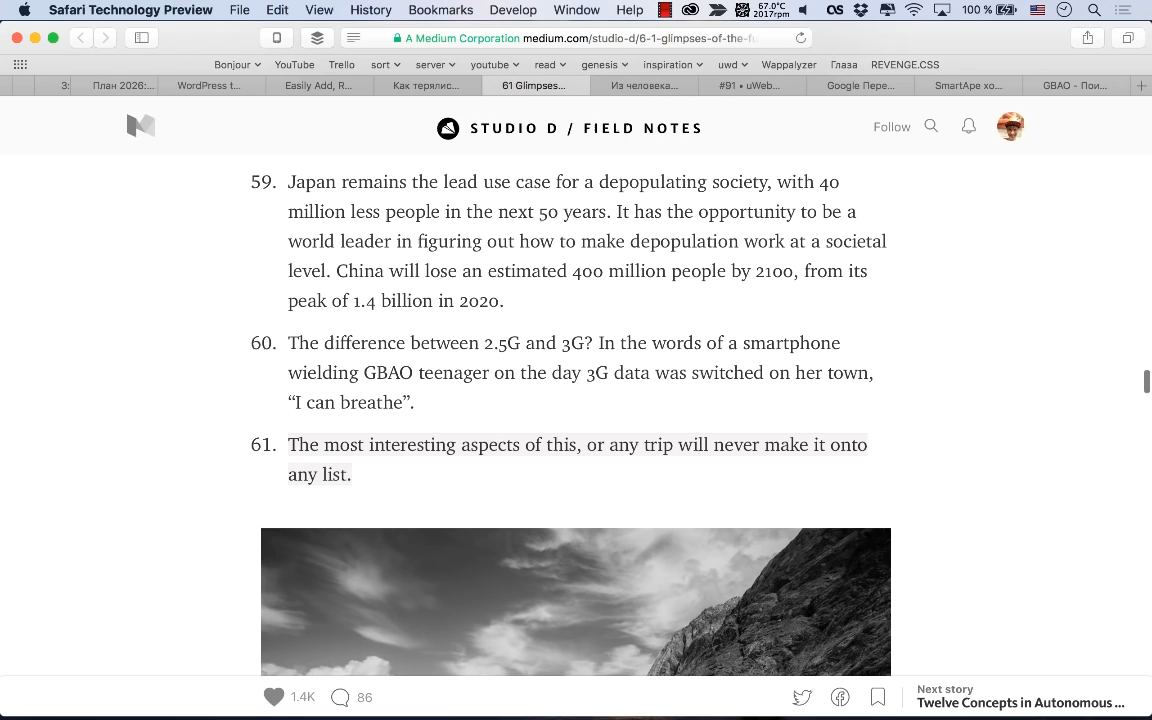 Safari Technology Preview File Edit View History Bookmarks Develop Window Help 67.0°C 2017rpm 100 %
A Medium Corporation medium.com/studio-d/6-1-glimpses-of-the-fu
Bonjour YouTube Trello sort server youtube read genesis inspiration uwd Wappalyzer Глаза REVENGE.CSS
3: План 2026:... WordPress t... Easily Add, R... Как терялис... 61 Glimpses... Из человека... #91 • uWeb... Google Пере... SmartApe хо... GBAO - Пои...
STUDIO D / FIELD NOTES
Follow
59. Japan remains the lead use case for a depopulating society, with 40
million less people in the next 50 years. It has the opportunity to be a
world leader in figuring out how to make depopulation work at a societal
level. China will lose an estimated 400 million people by 2100, from its
peak of 1.4 billion in 2020.
60. The difference between 2.5G and 3G? In the words of a smartphone
wielding GBAO teenager on the day 3G data was switched on her town,
“I can breathe”.
61. The most interesting aspects of this, or any trip will never make it onto
any list.
1.4K 86
Next story
Twelve Concepts in Autonomous ...